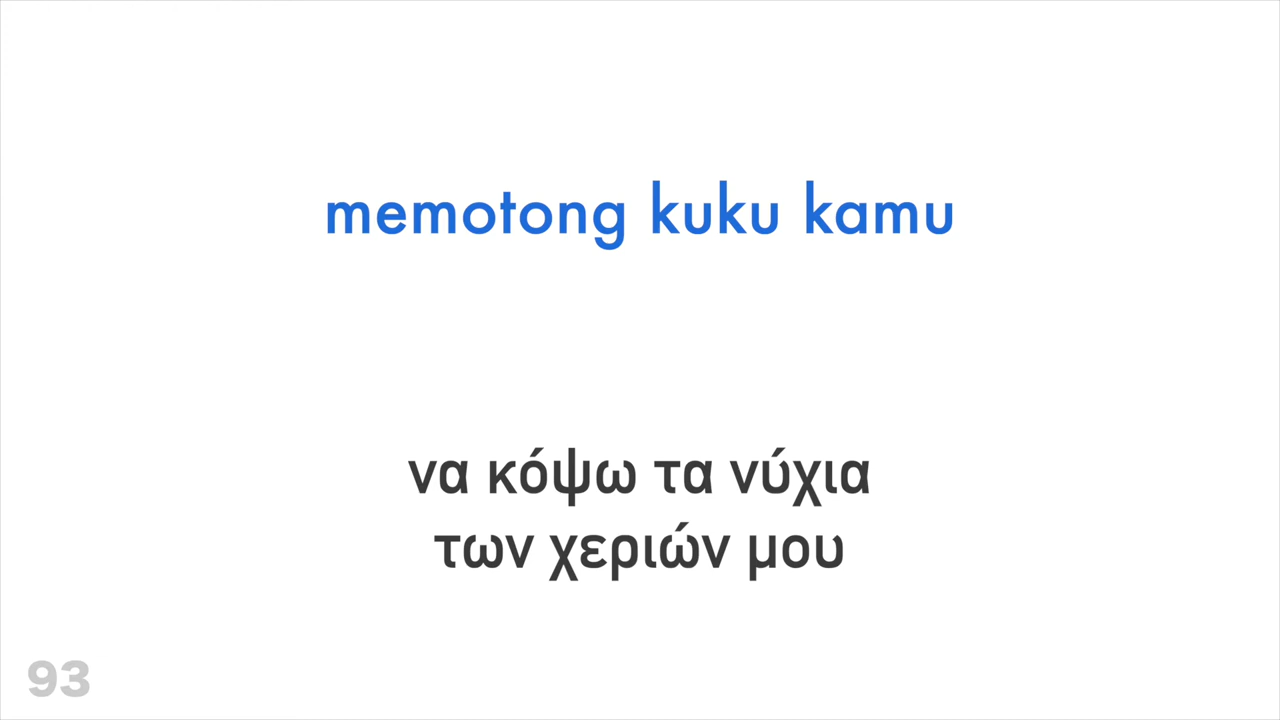 memotong kuku kamu
να κόψω τα νύχια
των χεριών μου
93